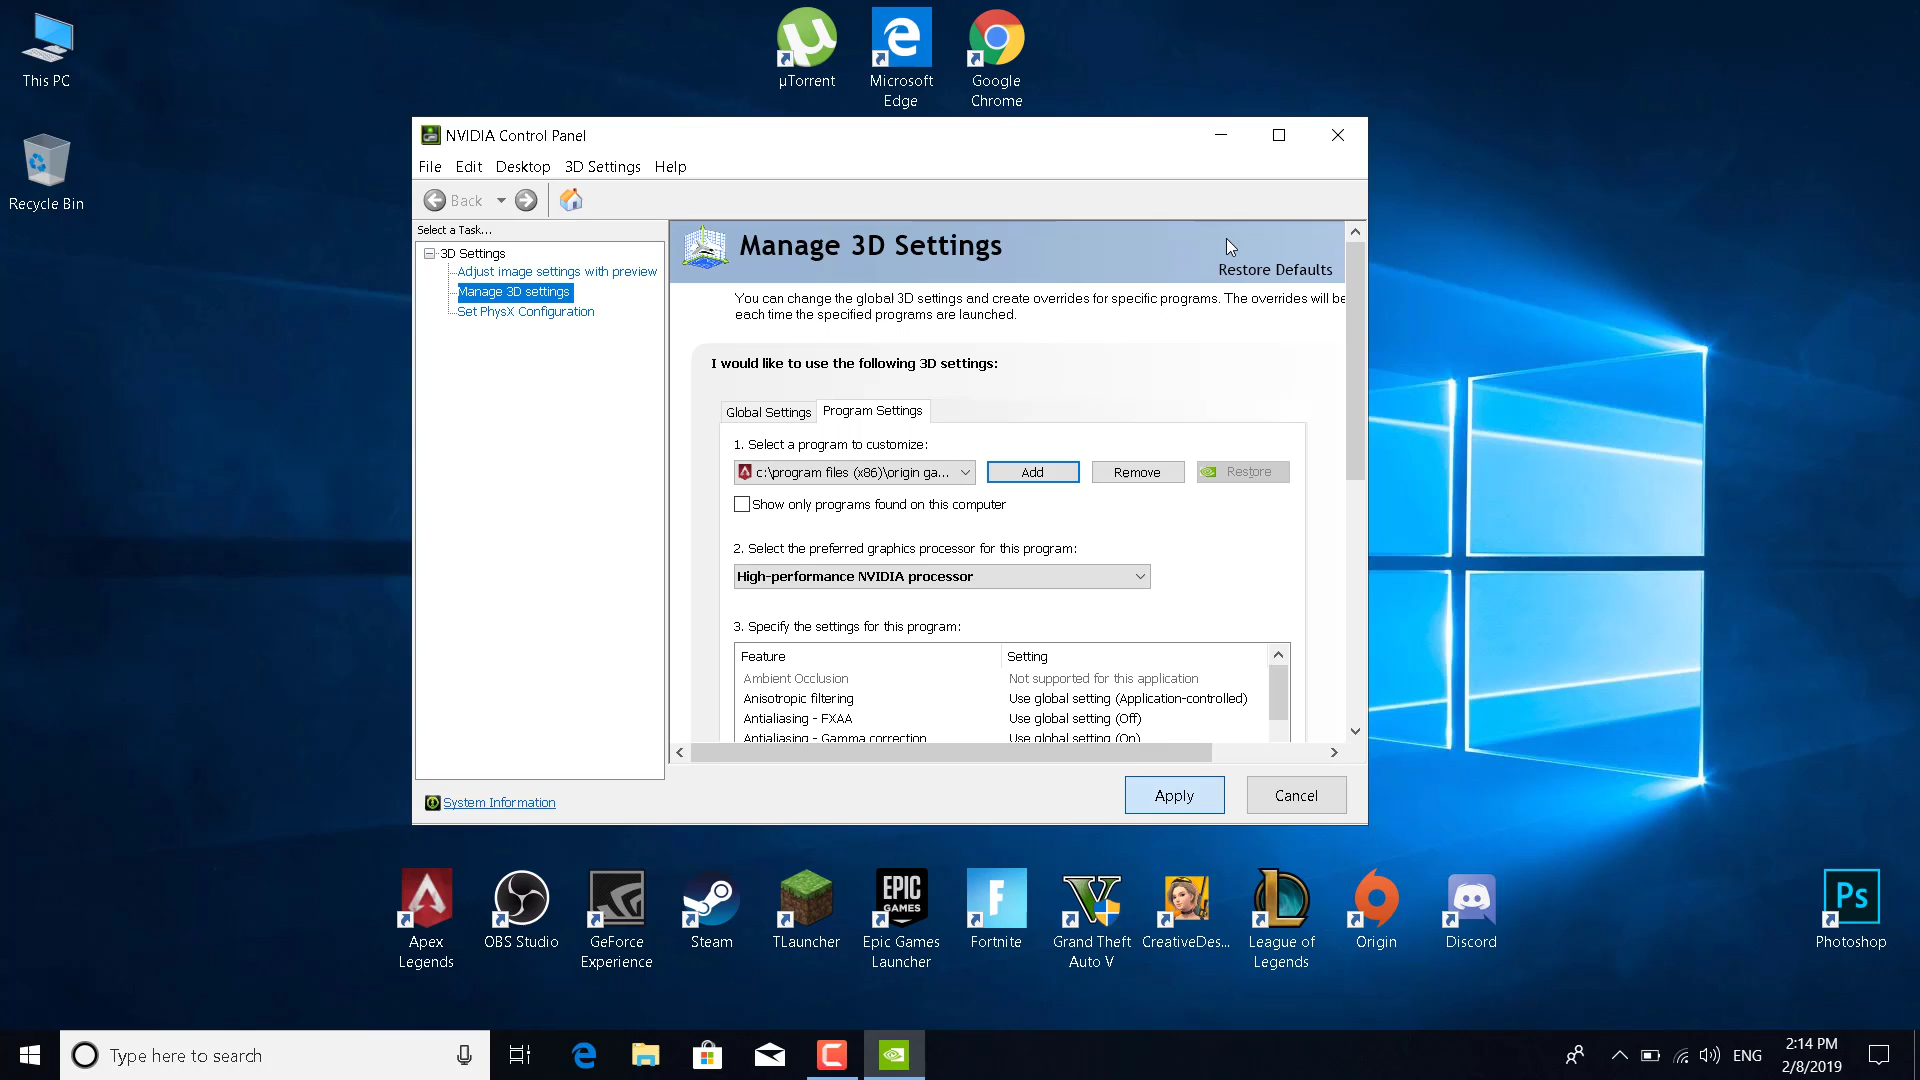 This PC
Recycle Bin
µTorrent
Microsoft
Edge
Google
Chrome
NVIDIA Control Panel
File Edit Desktop 3D Settings Help
Back
Select a Task...
3D Settings
Adjust image settings with preview
Manage 3D settings
Set PhysX Configuration
Manage 3D Settings
Restore Defaults
You can change the global 3D settings and create overrides for specific programs. The overrides will be
each time the specified programs are launched.
I would like to use the following 3D settings:
Global Settings Program Settings
1. Select a program to customize:
c:\program files (x86)\origin ga... Add Remove Restore
Show only programs found on this computer
2. Select the preferred graphics processor for this program:
High-performance NVIDIA processor
3. Specify the settings for this program:
Feature Setting
Ambient Occlusion Not supported for this application
Anisotropic filtering Use global setting (Application-controlled)
Antialiasing - FXAA Use global setting (Off)
Antialiasing - Gamma correction Use global setting (On)
System Information
Apply Cancel
EPIC
GAMES
Ps
Apex
Legends
OBS Studio
GeForce
Experience
Steam
TLauncher
Epic Games
Launcher
Fortnite
Grand Theft
Auto V
CreativeDes...
League of
Legends
Origin
Discord
Photoshop
Type here to search
ENG
2:14 PM
2/8/2019